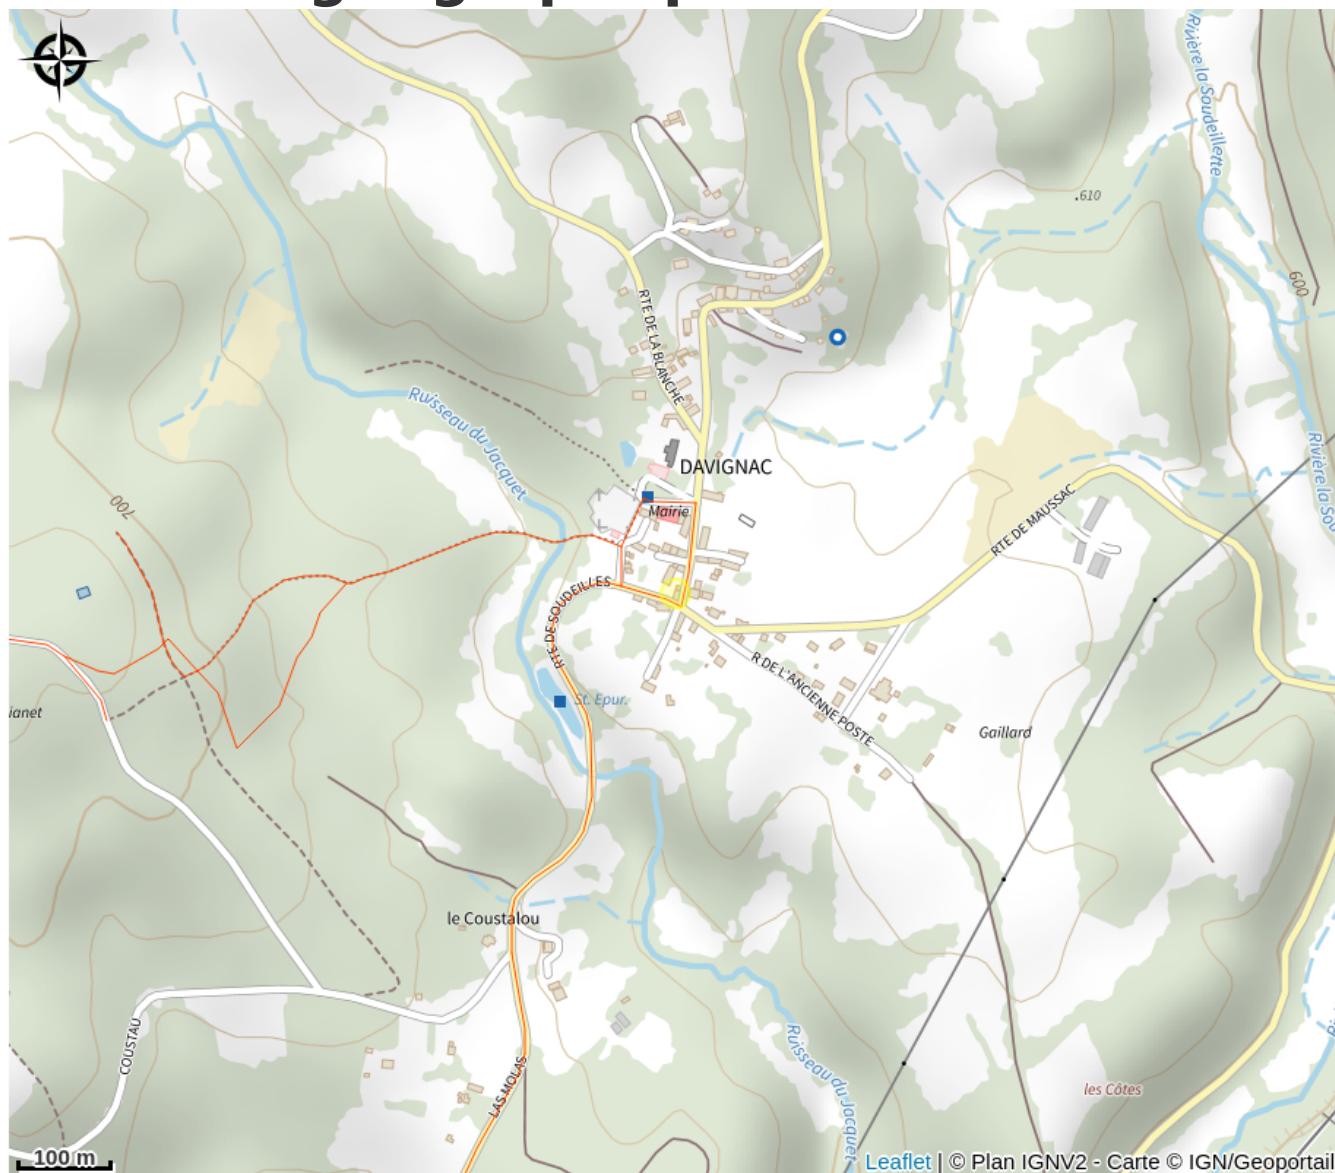 Rivière la Soudeillette
610
600
RTE DE LA BLANCHE
Ruisseau du Jacquet
DAVIGNAC
Rivière la Sou
700
Mairie
RTE DE MAUSSAC
RTE DE SOUDEILLES
R DE L'ANCIENNE POSTE
St. Epur.
ianet
Gaillard
le Coustalou
COUSTAU
LAS MOLAS
Ruisseau du Jacquet
les Côtes
100 m
Leaflet | © Plan IGNV2 - Carte © IGN/Geoportail